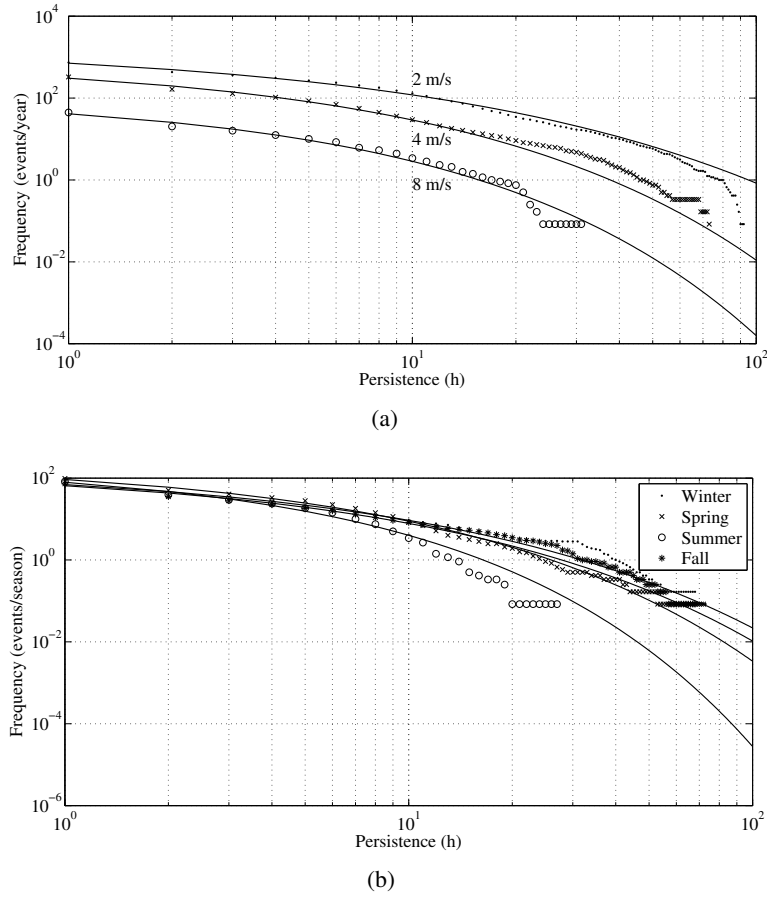 10^4
10^2
10^0
10^−2
10^−4
Frequency (events/year)
2 m/s
4 m/s
8 m/s
10^0
10^1
10^2
Persistence (h)
(a)
10^2
10^0
10^−2
10^−4
10^−6
Frequency (events/season)
Winter
Spring
Summer
Fall
10^0
10^1
10^2
Persistence (h)
(b)